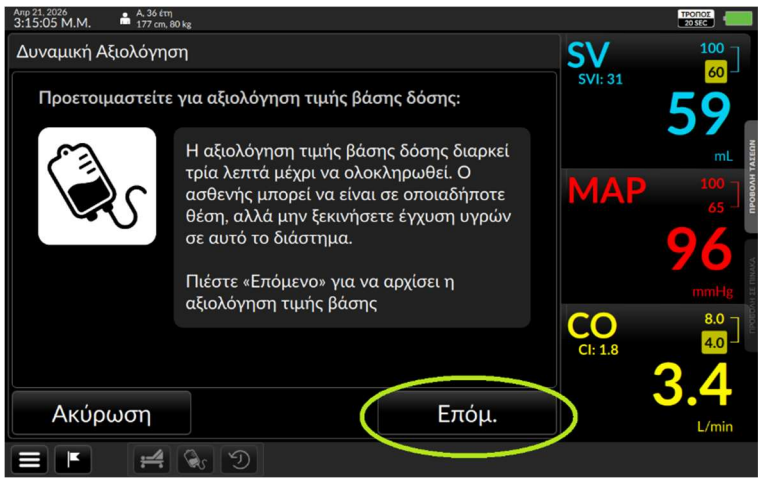 Απρ 21, 2026
3:15:05 Μ.Μ.
Α, 36 έτη
177 cm, 80 kg
ΤΡΟΠΟΣ
20 SEC
Δυναμική Αξιολόγηση
Προετοιμαστείτε για αξιολόγηση τιμής βάσης δόσης:
Η αξιολόγηση τιμής βάσης δόσης διαρκεί
τρία λεπτά μέχρι να ολοκληρωθεί. Ο
ασθενής μπορεί να είναι σε οποιαδήποτε
θέση, αλλά μην ξεκινήσετε έγχυση υγρών
σε αυτό το διάστημα.
Πιέστε «Επόμενο» για να αρχίσει η
αξιολόγηση τιμής βάσης
Ακύρωση
Επόμ.
SV
SVI: 31
100
60
59
mL
MAP
100
65
96
mmHg
CO
CI: 1.8
8.0
4.0
3.4
L/min
ΠΡΟΒΟΛΗ ΤΑΣΕΩΝ
ΠΡΟΒΟΛΗ ΣΕ ΠΙΝΑΚΑ